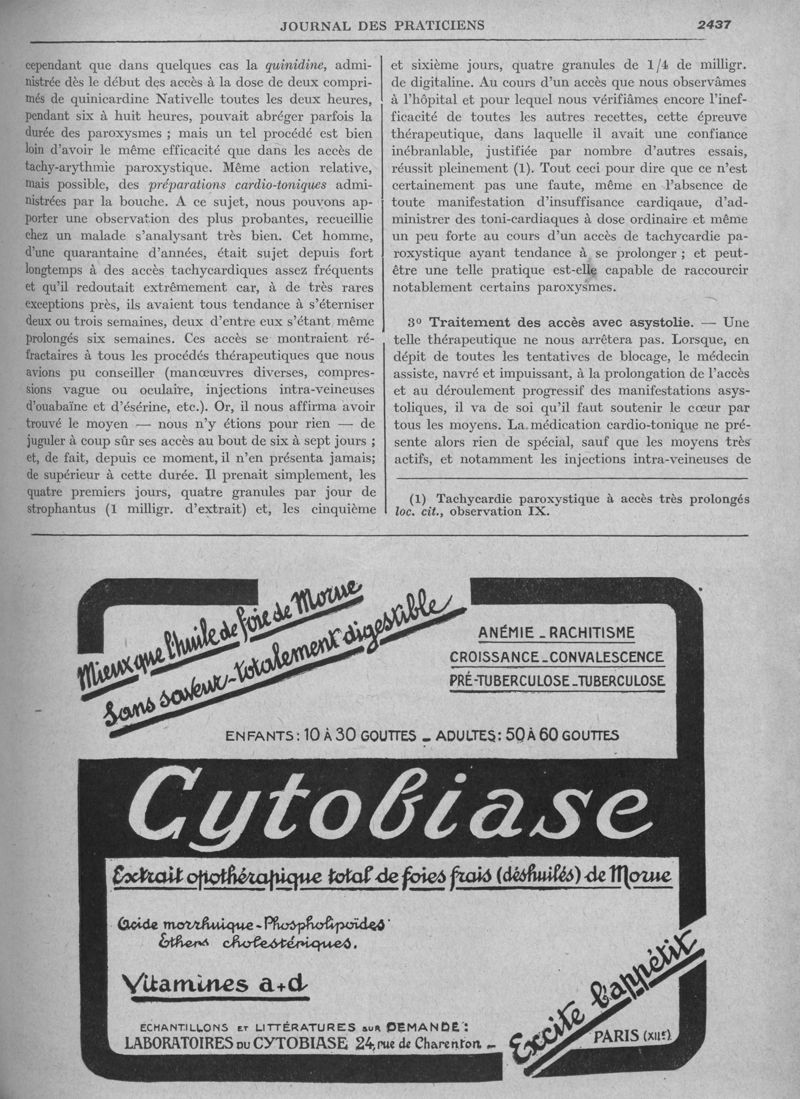 JOURNAL DES PRATICIENS
2437
cependant que dans quelques cas la quinidine, admi-
nistrée dès le début des accès à la dose de deux compri-
més de quinicardine Nativelle toutes les deux heures,
pendant six à huit heures, pouvait abréger parfois la
durée des paroxysmes ; mais un tel procédé est bien
loin d'avoir le même efficacité que dans les accès de
tachy-arythmie paroxystique. Même action relative,
mais possible, des préparations cardio-toniques admi-
nistrées par la bouche. A ce sujet, nous pouvons ap-
porter une observation des plus probantes, recueillie
chez un malade s'analysant très bien. Cet homme,
d'une quarantaine d'années, était sujet depuis fort
longtemps à des accès tachycardiques assez fréquents
et qu'il redoutait extrêmement car, à de très rares
exceptions près, ils avaient tous tendance à s'éterniser
deux ou trois semaines, deux d'entre eux s'étant même
prolongés six semaines. Ces accès se montraient ré-
fractaires à tous les procédés thérapeutiques que nous
avions pu conseiller (manœuvres diverses, compres-
sions vague ou oculaire, injections intra-veineuses
d'ouabaïne et d'ésérine, etc.). Or, il nous affirma avoir
trouvé le moyen — nous n'y étions pour rien — de
juguler à coup sûr ses accès au bout de six à sept jours ;
et, de fait, depuis ce moment, il n'en présenta jamais;
de supérieur à cette durée. Il prenait simplement, les
quatre premiers jours, quatre granules par jour de
strophantus (1 milligr. d'extrait) et, les cinquième
et sixième jours, quatre granules de 1/4 de milligr.
de digitaline. Au cours d'un accès que nous observâmes
à l'hôpital et pour lequel nous vérifiâmes encore l'inef-
ficacité de toutes les autres recettes, cette épreuve
thérapeutique, dans laquelle il avait une confiance
inébranlable, justifiée par nombre d'autres essais,
réussit pleinement (1). Tout ceci pour dire que ce n'est
certainement pas une faute, même en l'absence de
toute manifestation d'insuffisance cardiqaue, d'ad-
ministrer des toni-cardiaques à dose ordinaire et même
un peu forte au cours d'un accès de tachycardie pa-
roxystique ayant tendance à se prolonger ; et peut-
être une telle pratique est-elle capable de raccourcir
notablement certains paroxysmes.
3° Traitement des accès avec asystolie. — Une
telle thérapeutique ne nous arrêtera pas. Lorsque, en
dépit de toutes les tentatives de blocage, le médecin
assiste, navré et impuissant, à la prolongation de l'accès
et au déroulement progressif des manifestations asys-
toliques, il va de soi qu'il faut soutenir le cœur par
tous les moyens. La médication cardio-tonique ne pré-
sente alors rien de spécial, sauf que les moyens très
actifs, et notamment les injections intra-veineuses de
(1) Tachycardie paroxystique à accès très prolongés
loc. cit., observation IX.
Mieux que l'huile de foie de Morue
Sans saveur - totalement digestible
ANÉMIE - RACHITISME
CROISSANCE - CONVALESCENCE
PRÉ-TUBERCULOSE - TUBERCULOSE
ENFANTS : 10 À 30 GOUTTES - ADULTES : 50 À 60 GOUTTES
Cytobiase
Extrait opothérapique total de foies frais (déshuilés) de Morue
Acide morrhuique - Phospholipoïdes
Ethers cholestériques.
Vitamines a+d
Excite l'appétit
ECHANTILLONS ET LITTÉRATURES SUR DEMANDE :
LABORATOIRES DU CYTOBIASE 24, rue de Charenton - PARIS (XIIe)